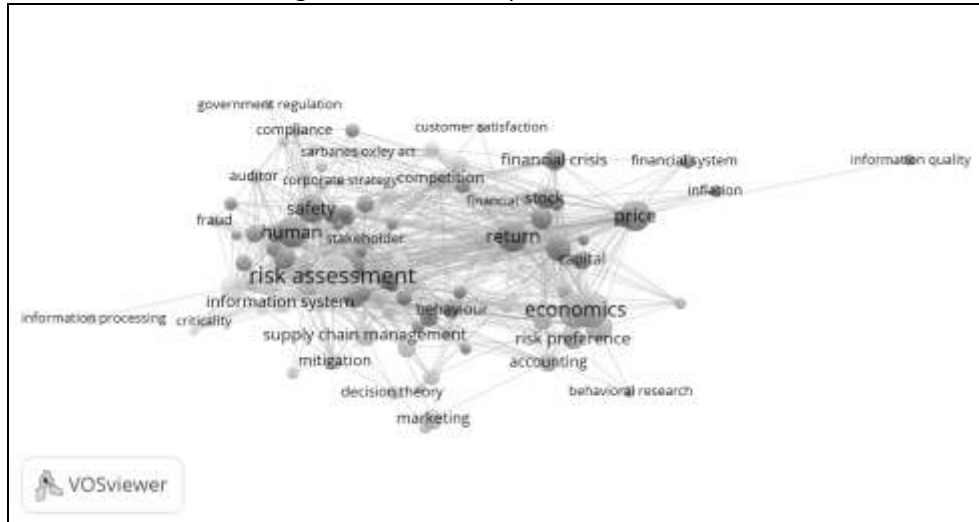 government regulation
compliance
customer satisfaction
sarbanes oxley act
financial crisis
financial system
information quality
auditor
corporate strategy
competition
inflation
safety
financial
stock
fraud
price
human
stakeholder
return
capital
risk assessment
information system
behaviour
economics
information processing
criticality
supply chain management
risk preference
mitigation
accounting
decision theory
behavioral research
marketing
VOSviewer